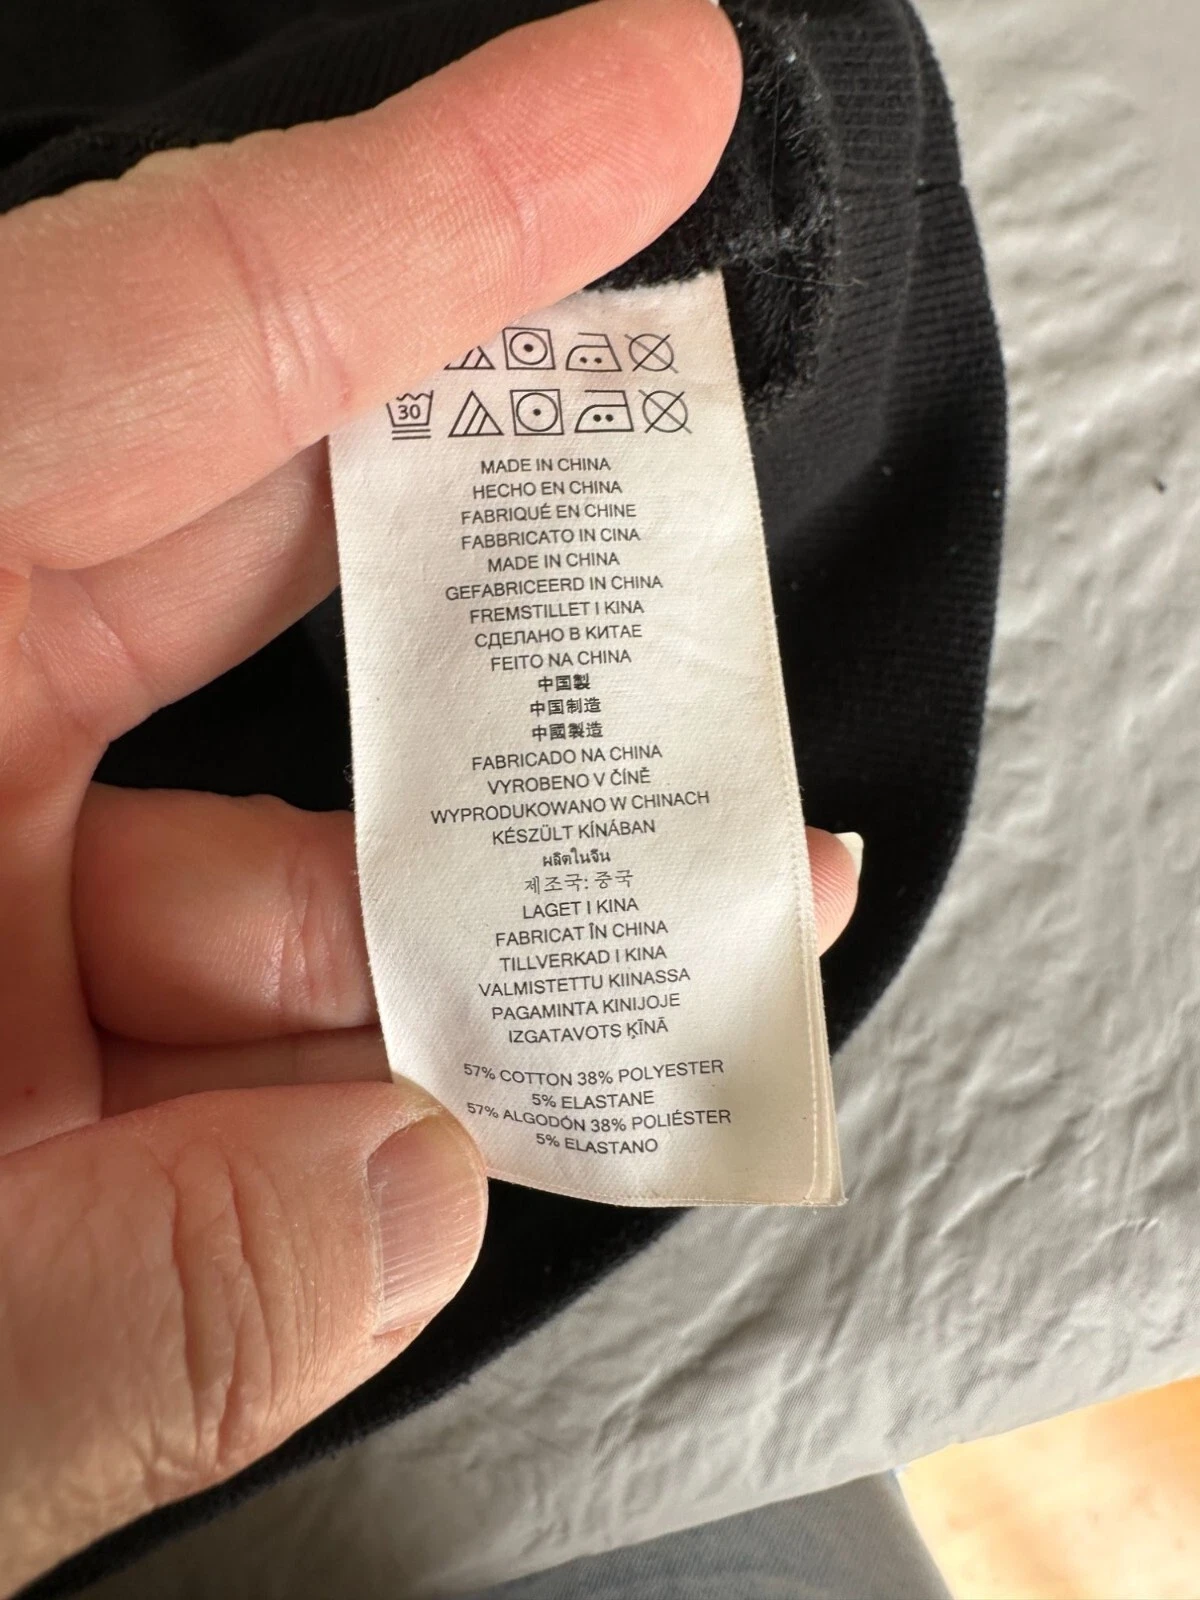 30
MADE IN CHINA
HECHO EN CHINA
FABRIQUÉ EN CHINE
FABBRICATO IN CINA
MADE IN CHINA
GEFABRICEERD IN CHINA
FREMSTILLET I KINA
СДЕЛАНО В КИТАЕ
FEITO NA CHINA
中国製
中国制造
中國製造
FABRICADO NA CHINA
VYROBENO V ČÍNĚ
WYPRODUKOWANO W CHINACH
KÉSZÜLT KÍNÁBAN
ผลิตในจีน
제조국: 중국
LAGET I KINA
FABRICAT ÎN CHINA
TILLVERKAD I KINA
VALMISTETTU KIINASSA
PAGAMINTA KINIJOJE
IZGATAVOTS ĶĪNĀ
57% COTTON 38% POLYESTER
5% ELASTANE
57% ALGODÓN 38% POLIÉSTER
5% ELASTANO